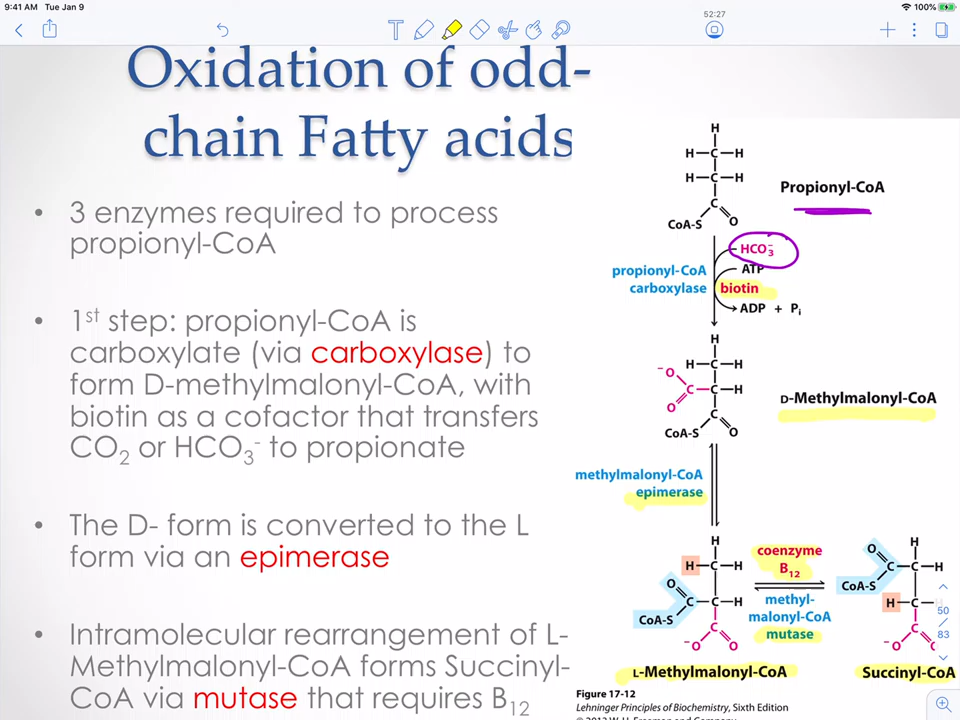 9:41 AM Tue Jan 9
100%
52:27
Oxidation of odd-
chain Fatty acids
• 3 enzymes required to process
propionyl-CoA
• 1st step: propionyl-CoA is
carboxylate (via carboxylase) to
form D-methylmalonyl-CoA, with
biotin as a cofactor that transfers
CO2 or HCO3- to propionate
• The D- form is converted to the L
form via an epimerase
• Intramolecular rearrangement of L-
Methylmalonyl-CoA forms Succinyl-
CoA via mutase that requires B12
H
H—C—H
H—C—H
C
CoA-S O
Propionyl-CoA
HCO3-
propionyl-CoA
carboxylase
ATP
biotin
ADP + Pi
H
H—C—H
-O
C—C—H
O
C
CoA-S O
D-Methylmalonyl-CoA
methylmalonyl-CoA
epimerase
H
H—C—H
O
C—C—H
CoA-S
C
-O O
L-Methylmalonyl-CoA
coenzyme
B12
methyl-
malonyl-CoA
mutase
H
O
C—C—H
CoA-S
H—C—H
C
-O
Succinyl-CoA
50
/
83
Figure 17-12
Lehninger Principles of Biochemistry, Sixth Edition